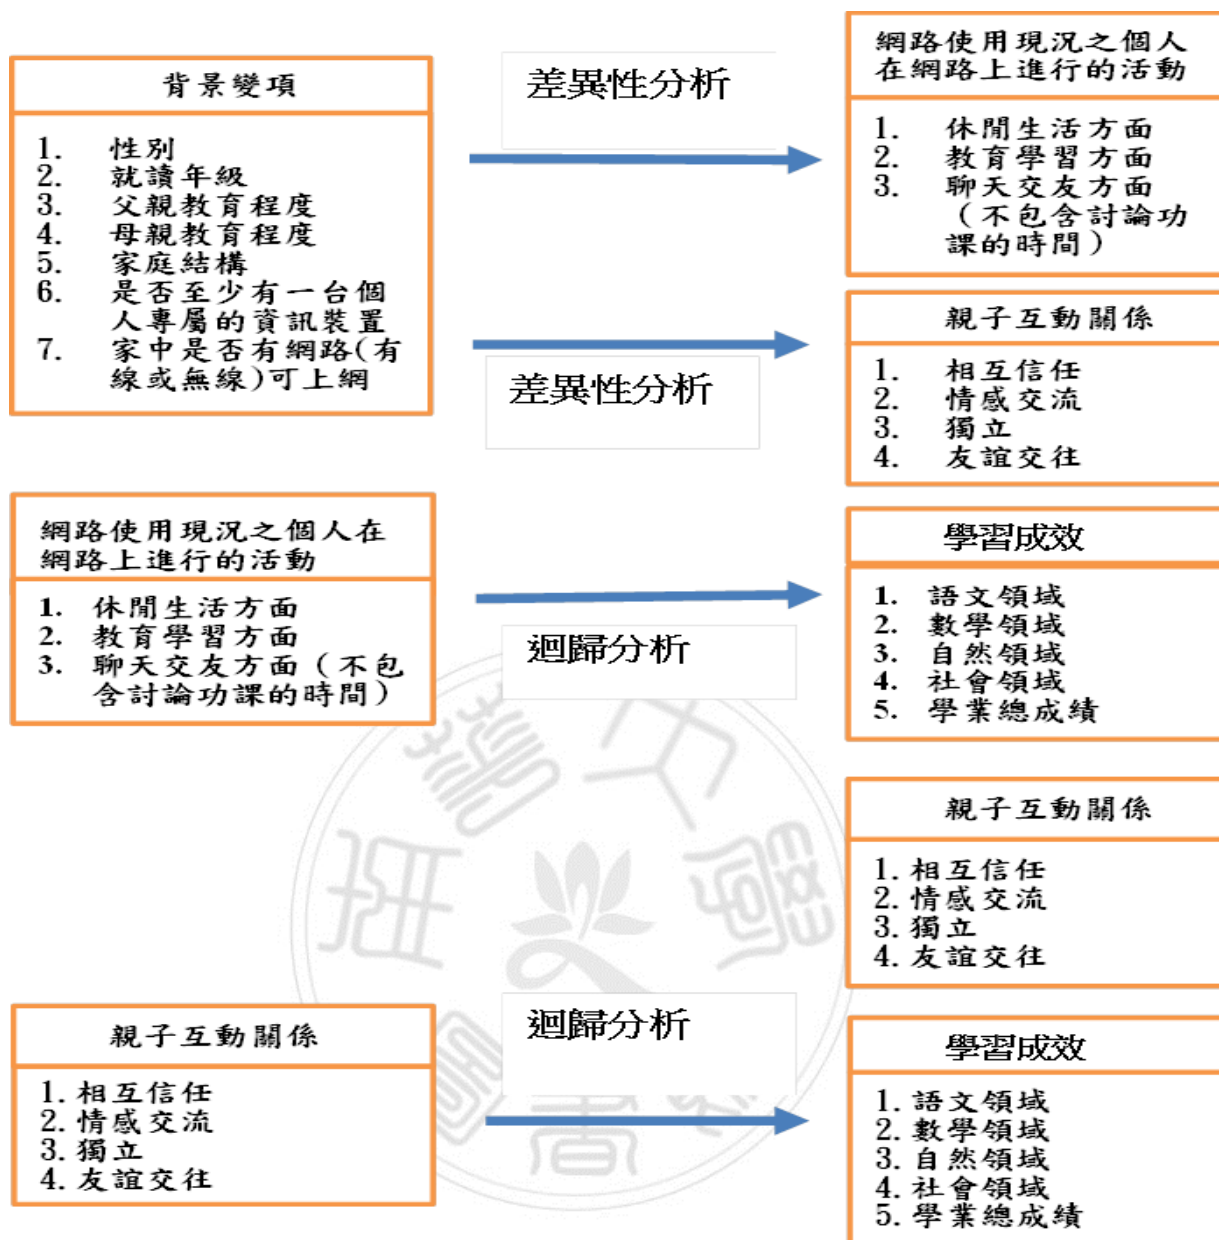 背景變項
1. 性別
2. 就讀年級
3. 父親教育程度
4. 母親教育程度
5. 家庭結構
6. 是否至少有一台個
人專屬的資訊裝置
7. 家中是否有網路(有
線或無線)可上網
差異性分析
網路使用現況之個人
在網路上進行的活動
1. 休閒生活方面
2. 教育學習方面
3. 聊天交友方面
(不包含討論功
課的時間)
差異性分析
親子互動關係
1. 相互信任
2. 情感交流
3. 獨立
4. 友誼交往
網路使用現況之個人在
網路上進行的活動
1. 休閒生活方面
2. 教育學習方面
3. 聊天交友方面(不包
含討論功課的時間)
迴歸分析
學習成效
1. 語文領域
2. 數學領域
3. 自然領域
4. 社會領域
5. 學業總成績
親子互動關係
1.相互信任
2.情感交流
3.獨立
4.友誼交往
親子互動關係
1.相互信任
2.情感交流
3.獨立
4.友誼交往
迴歸分析
學習成效
1.語文領域
2.數學領域
3.自然領域
4.社會領域
5.學業總成績